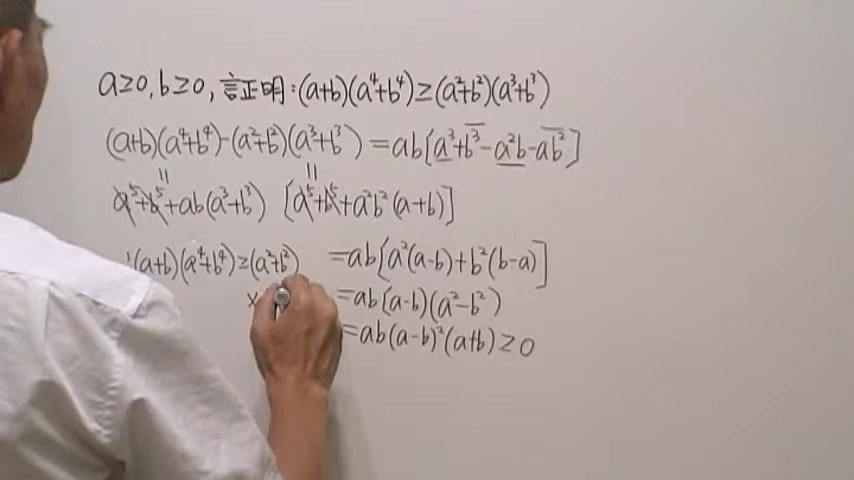 a≥0,b≥0,証明:(a+b)(a⁴+b⁴)≥(a²+b²)(a³+b³)
(a+b)(a⁴+b⁴)-(a²+b²)(a³+b³)=ab[a³+b³-a²b-ab²]
a⁵+b⁵+ab(a³+b³) [a⁵+b⁵+a²b²(a+b)]
(a+b)(a⁴+b⁴)≥(a²+b²) =ab[a²(a-b)+b²(b-a)]
× =ab(a-b)(a²-b²)
=ab(a-b)²(a+b)≥0